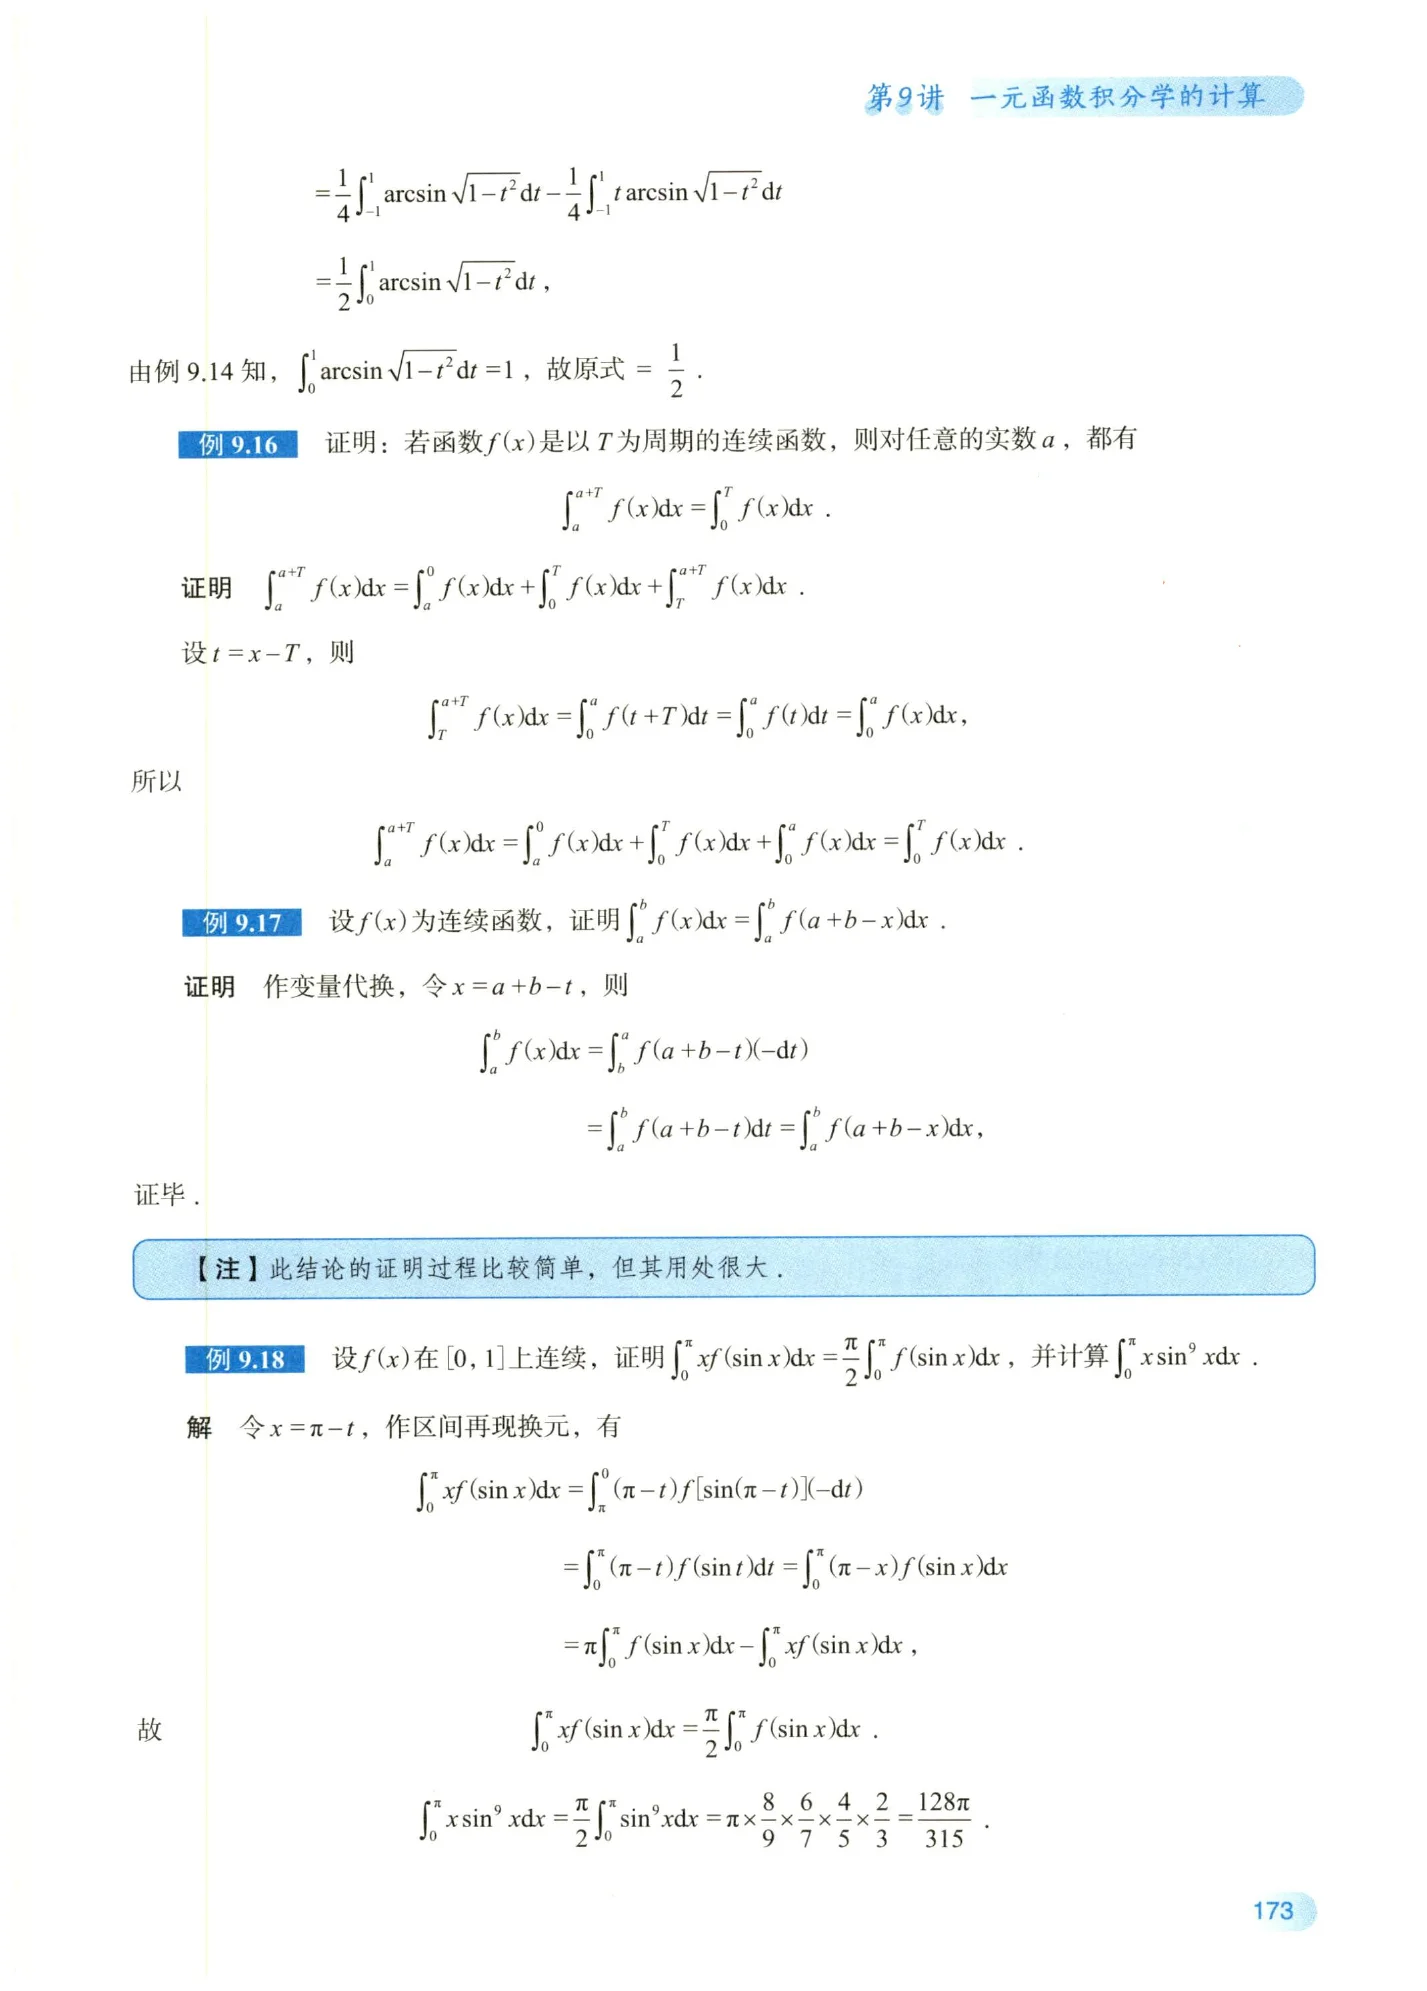 第9讲 一元函数积分学的计算
$=\frac{1}{4}\int_{-1}^{1}\arcsin\sqrt{1-t^2}\mathrm{d}t-\frac{1}{4}\int_{-1}^{1}t\arcsin\sqrt{1-t^2}\mathrm{d}t$
$=\frac{1}{2}\int_{0}^{1}\arcsin\sqrt{1-t^2}\mathrm{d}t$,
由例 9.14 知, $\int_{0}^{1}\arcsin\sqrt{1-t^2}\mathrm{d}t=1$, 故原式 $=\frac{1}{2}$.
例 9.16 证明: 若函数 $f(x)$ 是以 $T$ 为周期的连续函数, 则对任意的实数 $a$, 都有
$\int_{a}^{a+T}f(x)\mathrm{d}x=\int_{0}^{T}f(x)\mathrm{d}x$.
证明 $\int_{a}^{a+T}f(x)\mathrm{d}x=\int_{a}^{0}f(x)\mathrm{d}x+\int_{0}^{T}f(x)\mathrm{d}x+\int_{T}^{a+T}f(x)\mathrm{d}x$.
设 $t=x-T$, 则
$\int_{T}^{a+T}f(x)\mathrm{d}x=\int_{0}^{a}f(t+T)\mathrm{d}t=\int_{0}^{a}f(t)\mathrm{d}t=\int_{0}^{a}f(x)\mathrm{d}x$,
所以
$\int_{a}^{a+T}f(x)\mathrm{d}x=\int_{a}^{0}f(x)\mathrm{d}x+\int_{0}^{T}f(x)\mathrm{d}x+\int_{0}^{a}f(x)\mathrm{d}x=\int_{0}^{T}f(x)\mathrm{d}x$.
例 9.17 设 $f(x)$ 为连续函数, 证明 $\int_{a}^{b}f(x)\mathrm{d}x=\int_{a}^{b}f(a+b-x)\mathrm{d}x$.
证明 作变量代换, 令 $x=a+b-t$, 则
$\int_{a}^{b}f(x)\mathrm{d}x=\int_{b}^{a}f(a+b-t)(-\mathrm{d}t)$
$=\int_{a}^{b}f(a+b-t)\mathrm{d}t=\int_{a}^{b}f(a+b-x)\mathrm{d}x$,
证毕.
【注】此结论的证明过程比较简单, 但其用处很大.
例 9.18 设 $f(x)$ 在 $[0,1]$ 上连续, 证明 $\int_{0}^{\pi}xf(\sin x)\mathrm{d}x=\frac{\pi}{2}\int_{0}^{\pi}f(\sin x)\mathrm{d}x$, 并计算 $\int_{0}^{\pi}x\sin^9x\mathrm{d}x$.
解 令 $x=\pi-t$, 作区间再现换元, 有
$\int_{0}^{\pi}xf(\sin x)\mathrm{d}x=\int_{\pi}^{0}(\pi-t)f[\sin(\pi-t)](-\mathrm{d}t)$
$=\int_{0}^{\pi}(\pi-t)f(\sin t)\mathrm{d}t=\int_{0}^{\pi}(\pi-x)f(\sin x)\mathrm{d}x$
$=\pi\int_{0}^{\pi}f(\sin x)\mathrm{d}x-\int_{0}^{\pi}xf(\sin x)\mathrm{d}x$,
故 $\int_{0}^{\pi}xf(\sin x)\mathrm{d}x=\frac{\pi}{2}\int_{0}^{\pi}f(\sin x)\mathrm{d}x$.
$\int_{0}^{\pi}x\sin^9x\mathrm{d}x=\frac{\pi}{2}\int_{0}^{\pi}\sin^9x\mathrm{d}x=\pi\times\frac{8}{9}\times\frac{6}{7}\times\frac{4}{5}\times\frac{2}{3}=\frac{128\pi}{315}$.
173